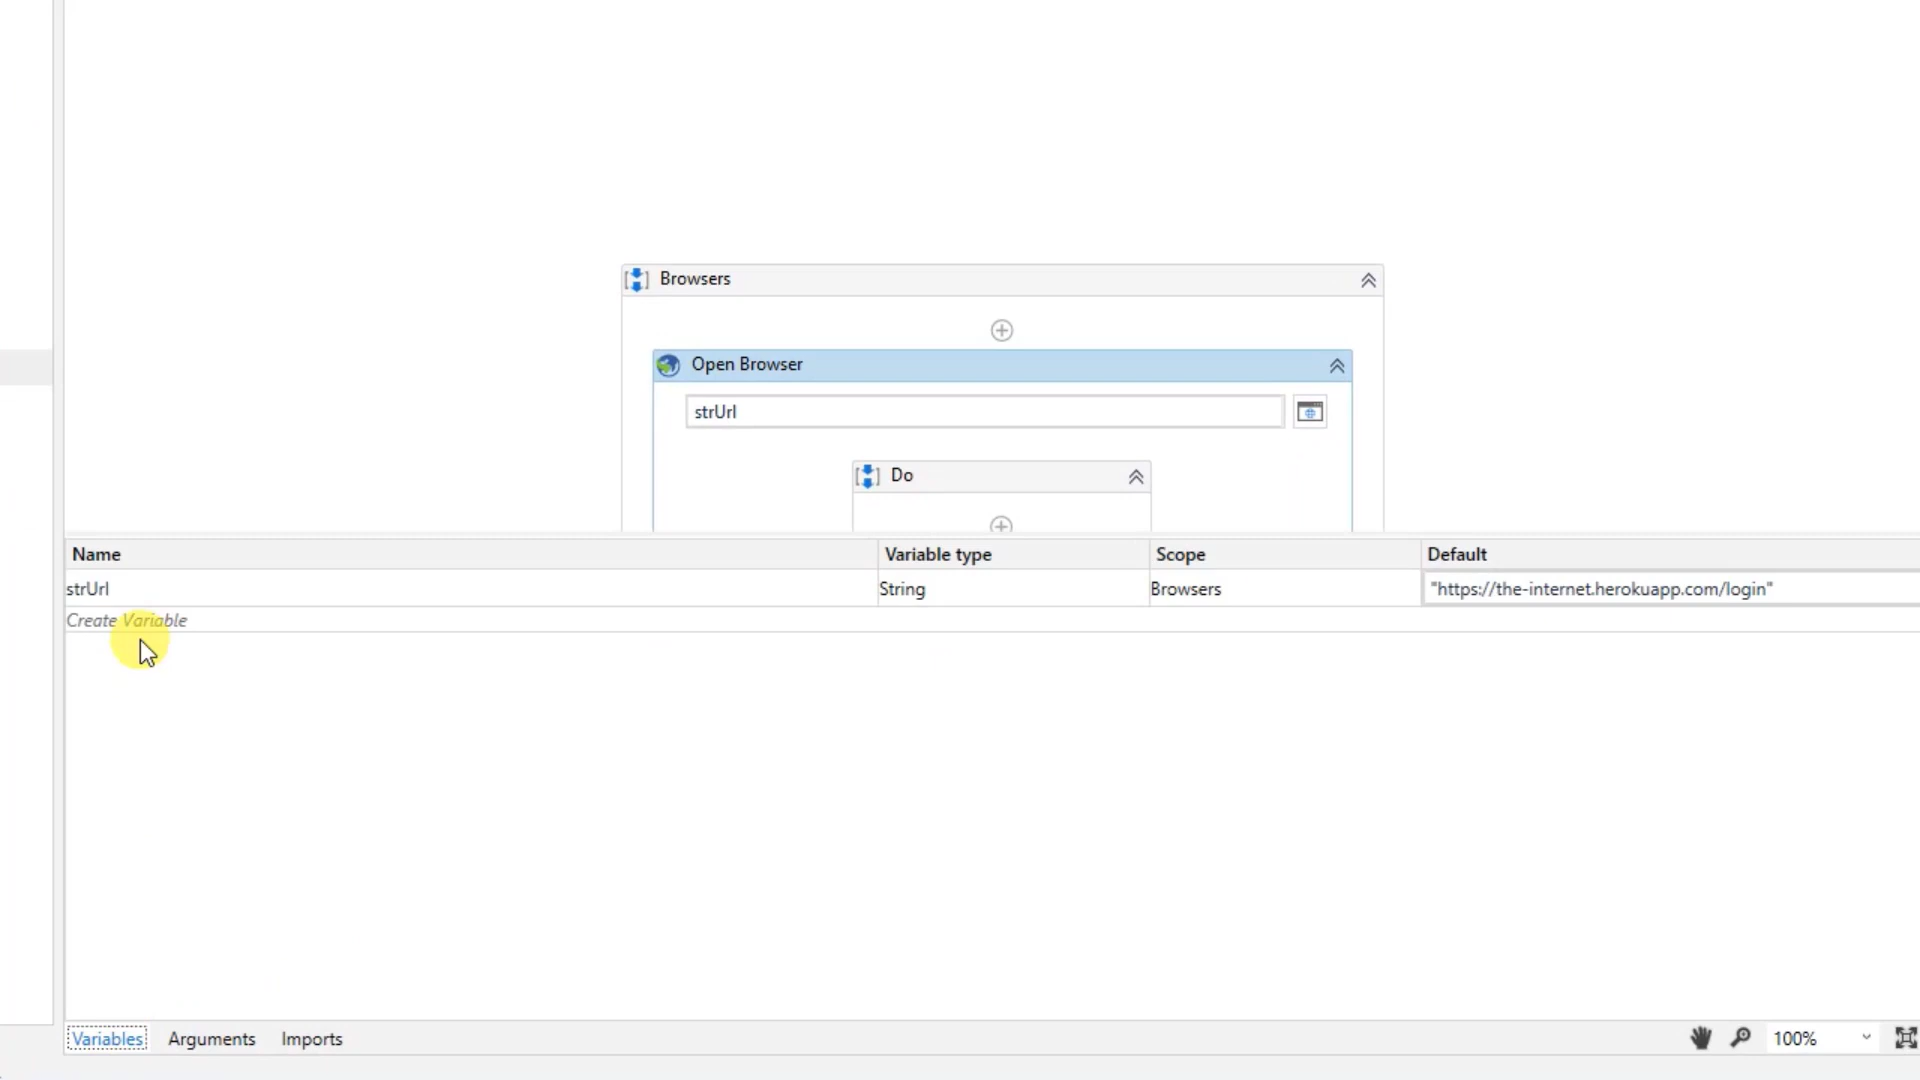 Browsers
Open Browser
strUrl
Do
Name Variable type Scope Default
strUrl String Browsers "https://the-internet.herokuapp.com/login"
Create Variable
Variables Arguments Imports 100%